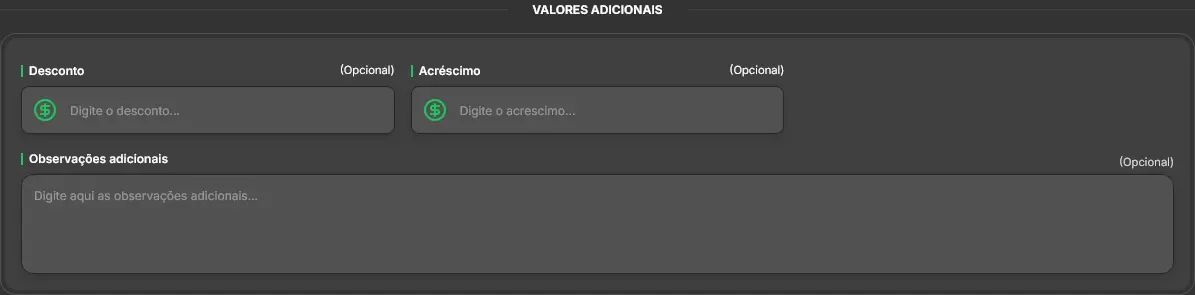 VALORES ADICIONAIS
Desconto (Opcional) Acréscimo (Opcional)
Digite o desconto... Digite o acrescimo...
Observações adicionais (Opcional)
Digite aqui as observações adicionais...